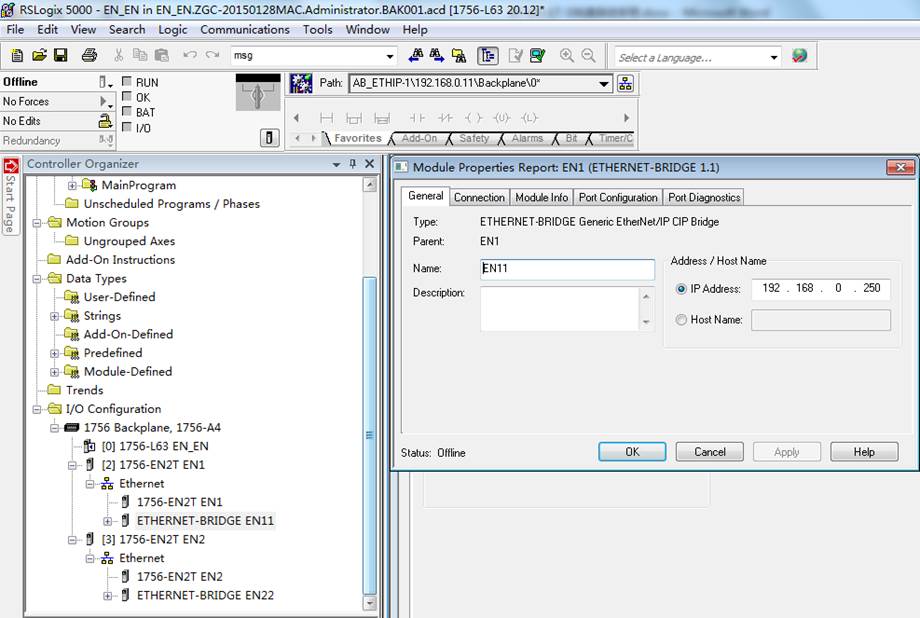 RSLogix 5000 - EN_EN in EN_EN.ZGC-20150128MAC.Administrator.BAK001.acd [1756-L63 20.12]*
File Edit View Search Logic Communications Tools Window Help
msg
Select a Language...
Offline
RUN
No Forces
OK
No Edits
BAT
Redundancy
I/O
Path: AB_ETHIP-1\192.168.0.11\Backplane\0*
Favorites Add-On Safety Alarms Bit Timer/C
Start Page
Controller Organizer
MainProgram
Unscheduled Programs / Phases
Motion Groups
Ungrouped Axes
Add-On Instructions
Data Types
User-Defined
Strings
Add-On-Defined
Predefined
Module-Defined
Trends
I/O Configuration
1756 Backplane, 1756-A4
[0] 1756-L63 EN_EN
[2] 1756-EN2T EN1
Ethernet
1756-EN2T EN1
ETHERNET-BRIDGE EN11
[3] 1756-EN2T EN2
Ethernet
1756-EN2T EN2
ETHERNET-BRIDGE EN22
Module Properties Report: EN1 (ETHERNET-BRIDGE 1.1)
General Connection Module Info Port Configuration Port Diagnostics
Type: ETHERNET-BRIDGE Generic EtherNet/IP CIP Bridge
Parent: EN1
Name: EN11
Description:
Address / Host Name
IP Address: 192 . 168 . 0 . 250
Host Name:
Status: Offline
OK Cancel Apply Help